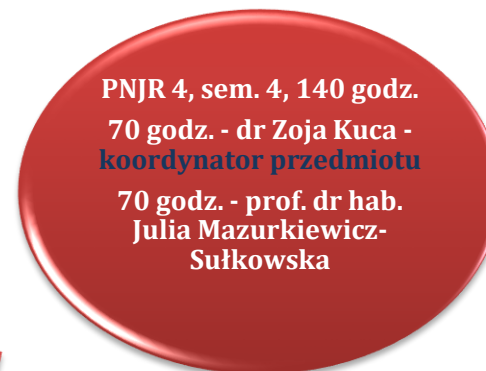 PNJR 4, sem. 4, 140 godz.
70 godz. - dr Zoja Kuca -
koordynator przedmiotu
70 godz. - prof. dr hab.
Julia Mazurkiewicz-
Sułkowska